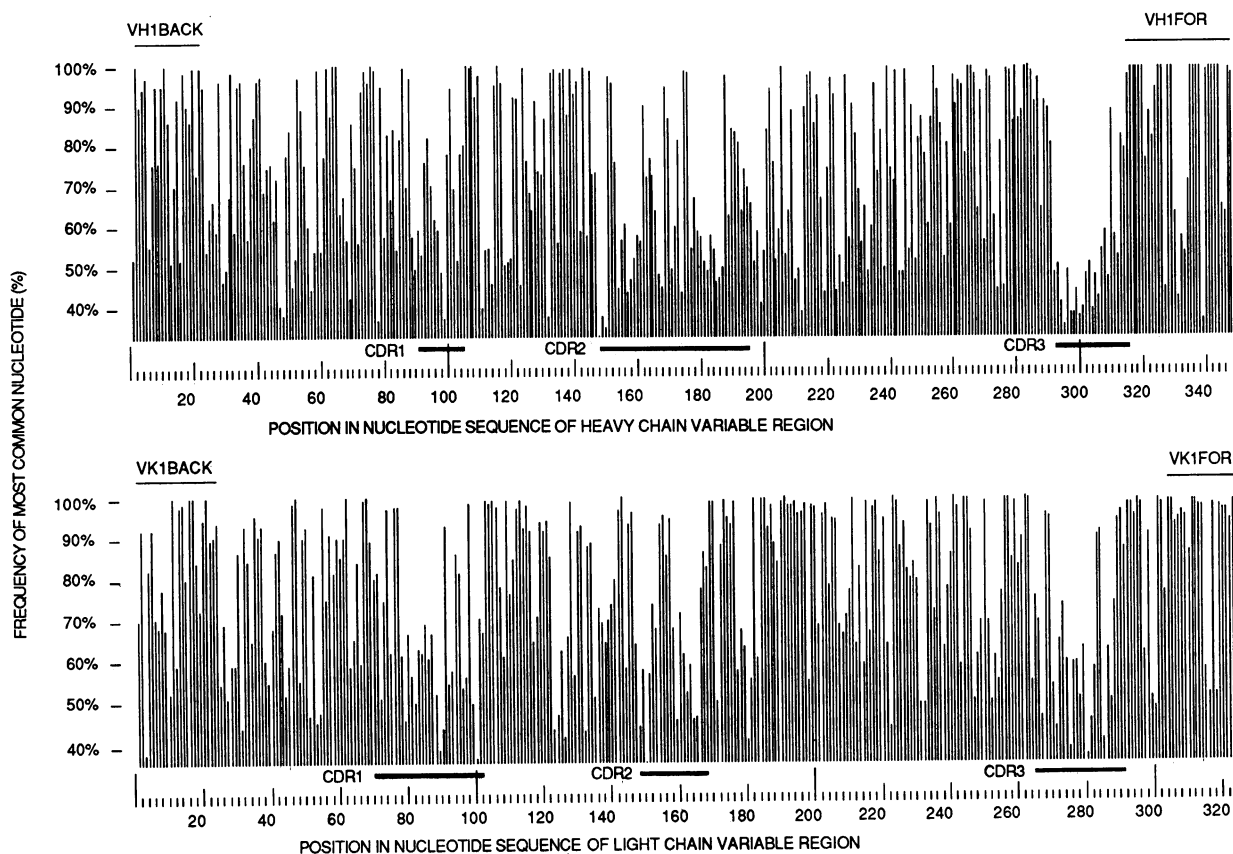 VH1BACK VH1FOR
100%
90%
80%
70%
60%
50%
40%
CDR1 CDR2 CDR3
20 40 60 80 100 120 140 160 180 200 220 240 260 280 300 320 340
POSITION IN NUCLEOTIDE SEQUENCE OF HEAVY CHAIN VARIABLE REGION
FREQUENCY OF MOST COMMON NUCLEOTIDE (%)
VK1BACK VK1FOR
100%
90%
80%
70%
60%
50%
40%
CDR1 CDR2 CDR3
20 40 60 80 100 120 140 160 180 200 220 240 260 280 300 320
POSITION IN NUCLEOTIDE SEQUENCE OF LIGHT CHAIN VARIABLE REGION